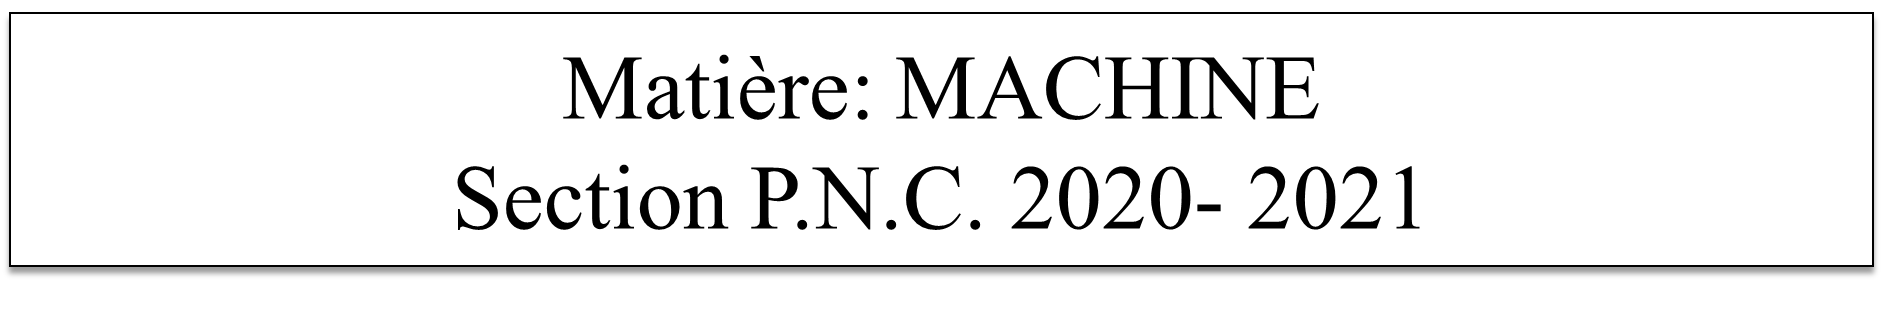 Matière: MACHINE
Section P.N.C. 2020- 2021